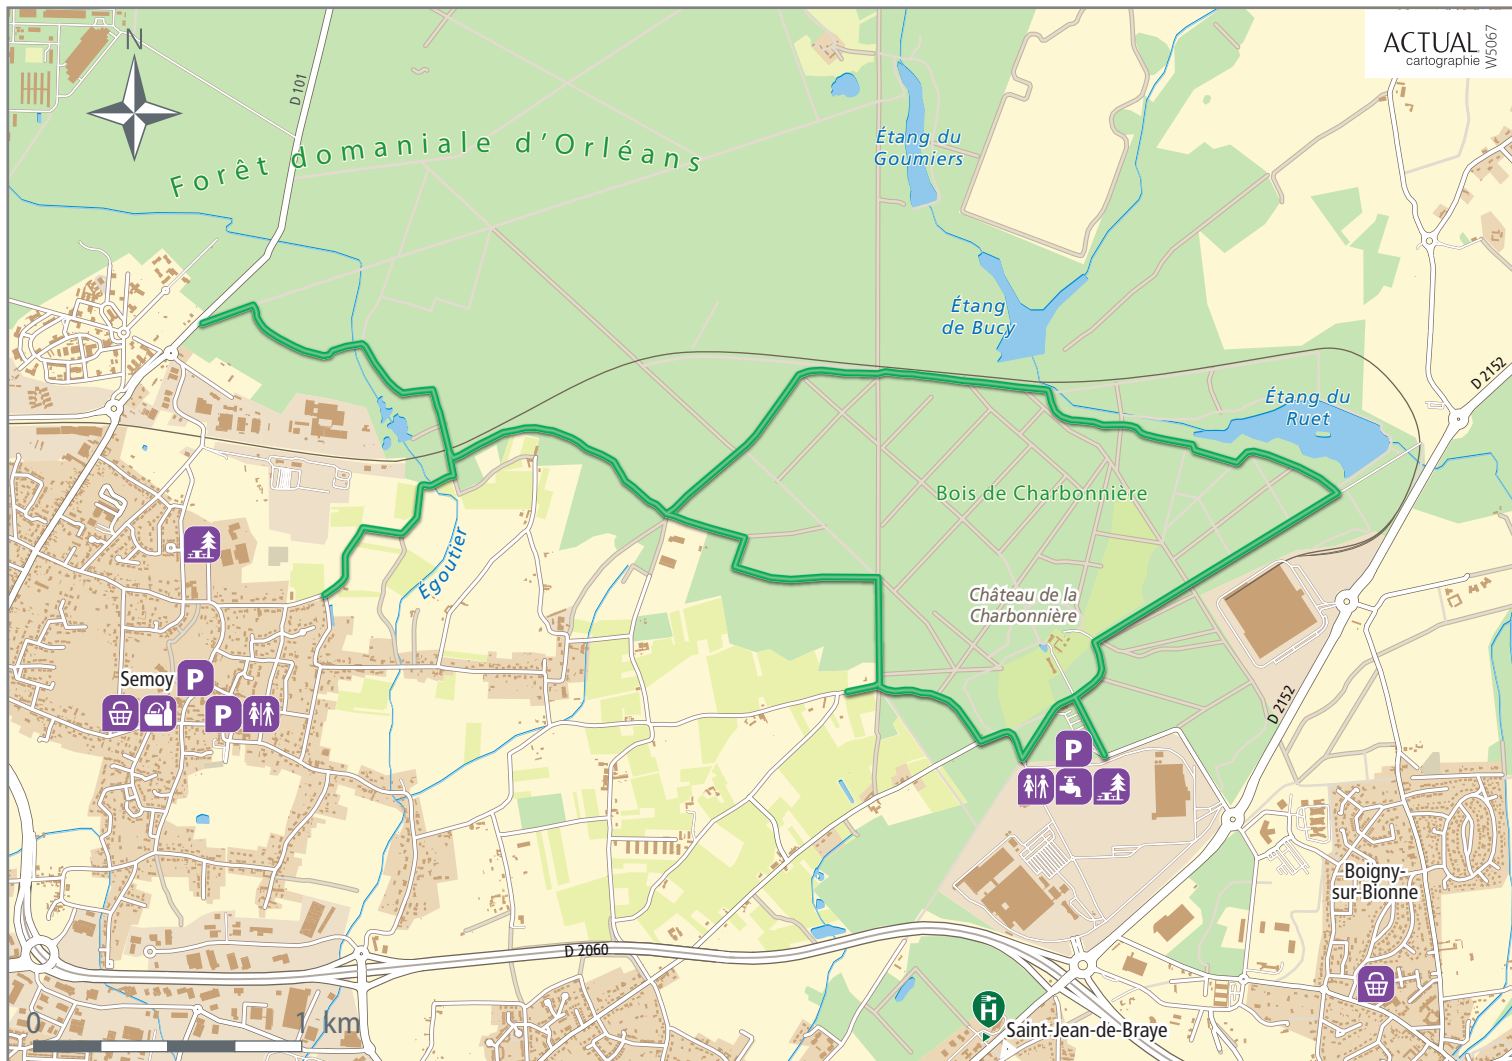 ACTUAL
cartographie
W5067
N
D 101
Forêt domaniale d'Orléans
Étang du
Goumiers
Étang
de Bucy
D 2152
Étang du
Ruet
Bois de Charbonnière
Égoutier
Château de la
Charbonnière
Semoy
P
P
D 2152
P
Boigny-
sur-Bionne
D 2060
H
Saint-Jean-de-Braye
0 1 km